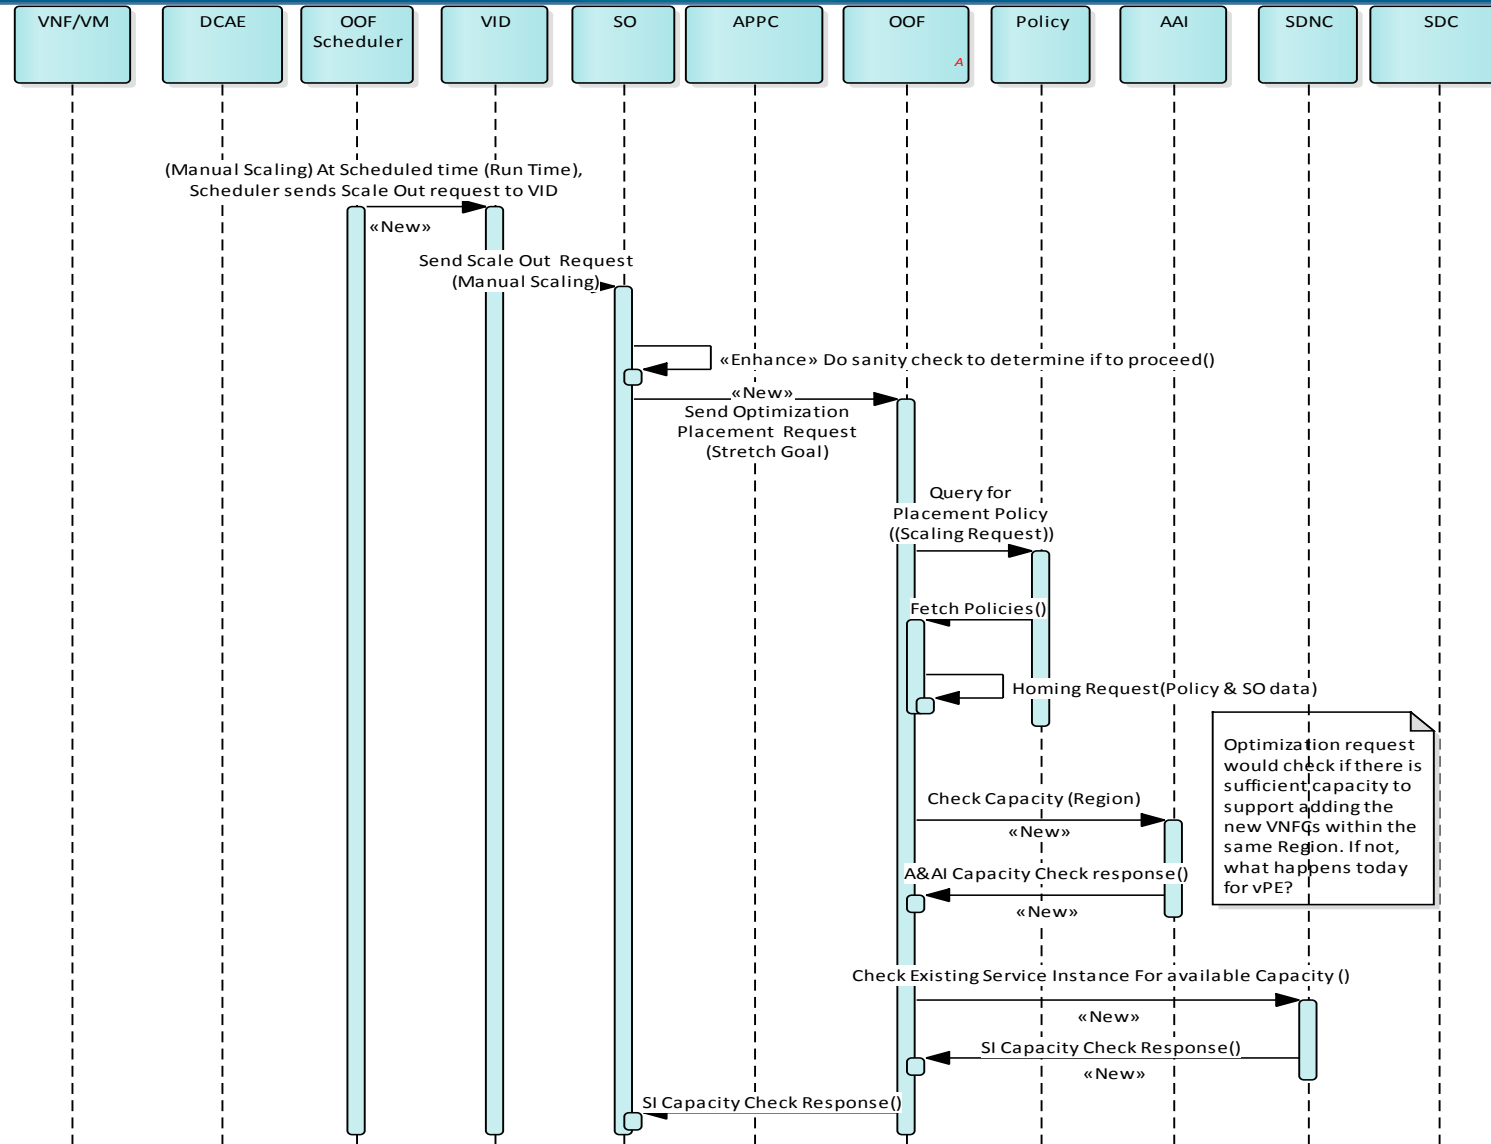 VNF/VM
DCAE
OOF
Scheduler
VID
SO
APPC
OOF
A
Policy
AAI
SDNC
SDC
(Manual Scaling) At Scheduled time (Run Time),
Scheduler sends Scale Out request to VID
«New»
Send Scale Out Request
(Manual Scaling)
«Enhance» Do sanity check to determine if to proceed()
«New»
Send Optimization
Placement Request
(Stretch Goal)
Query for
Placement Policy
((Scaling Request))
Fetch Policies()
Homing Request(Policy & SO data)
Optimization request
would check if there is
sufficient capacity to
support adding the
new VNFCs within the
same Region. If not,
what happens today
for vPE?
Check Capacity (Region)
«New»
A&AI Capacity Check response()
«New»
Check Existing Service Instance For available Capacity ()
«New»
SI Capacity Check Response()
«New»
SI Capacity Check Response()